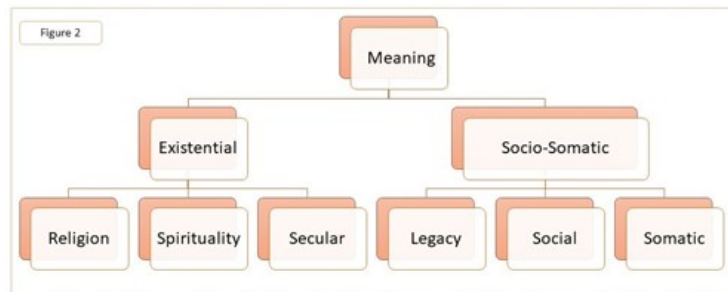 Figure 2
Meaning
Existential
Socio-Somatic
Religion
Spirituality
Secular
Legacy
Social
Somatic